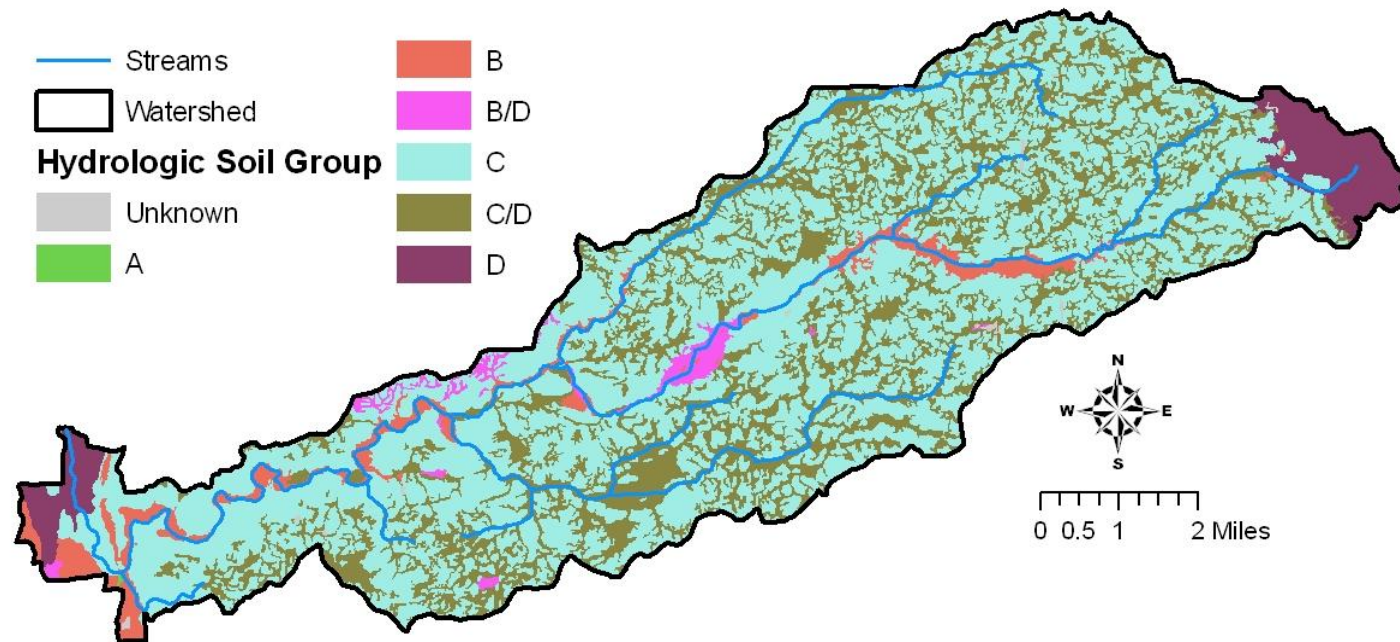 Streams
Watershed
Hydrologic Soil Group
Unknown
A
B
B/D
C
C/D
D
N
W E
S
0 0.5 1 2 Miles